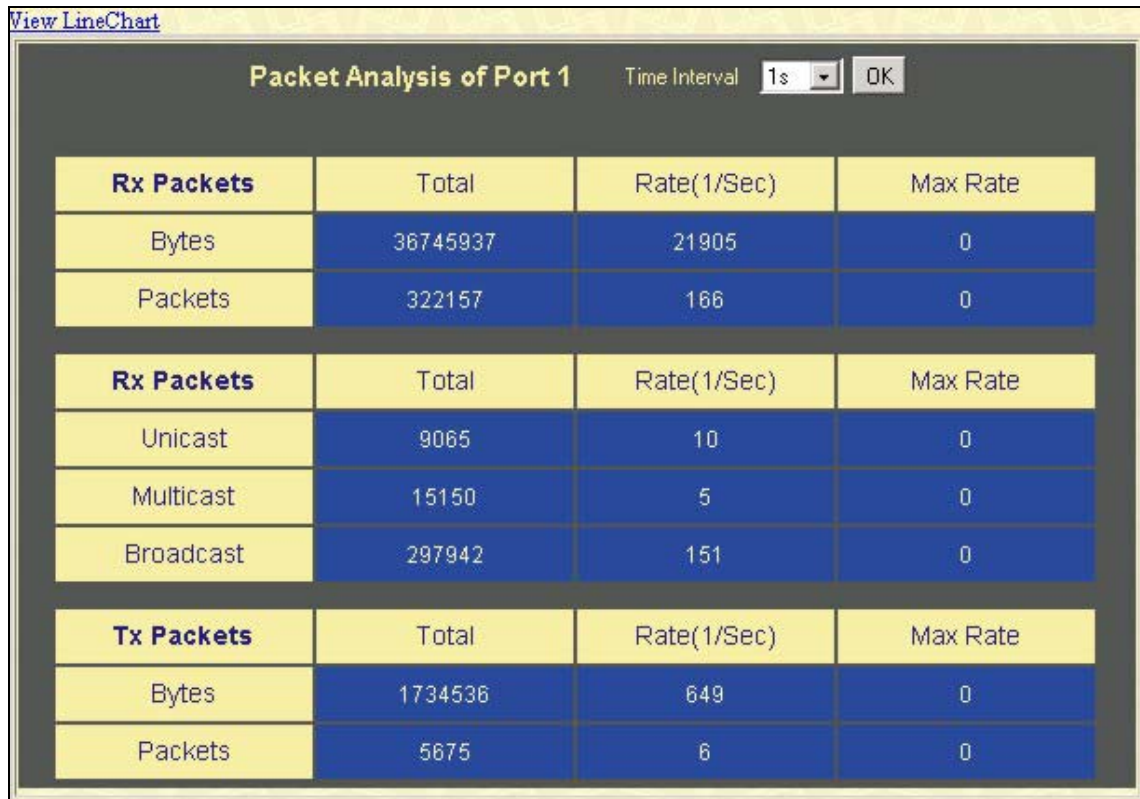 View LineChart
Packet Analysis of Port 1 Time Interval 1s OK
Rx Packets Total Rate(1/Sec) Max Rate
Bytes 36745937 21905 0
Packets 322157 166 0
Rx Packets Total Rate(1/Sec) Max Rate
Unicast 9065 10 0
Multicast 15150 5 0
Broadcast 297942 151 0
Tx Packets Total Rate(1/Sec) Max Rate
Bytes 1734536 649 0
Packets 5675 6 0